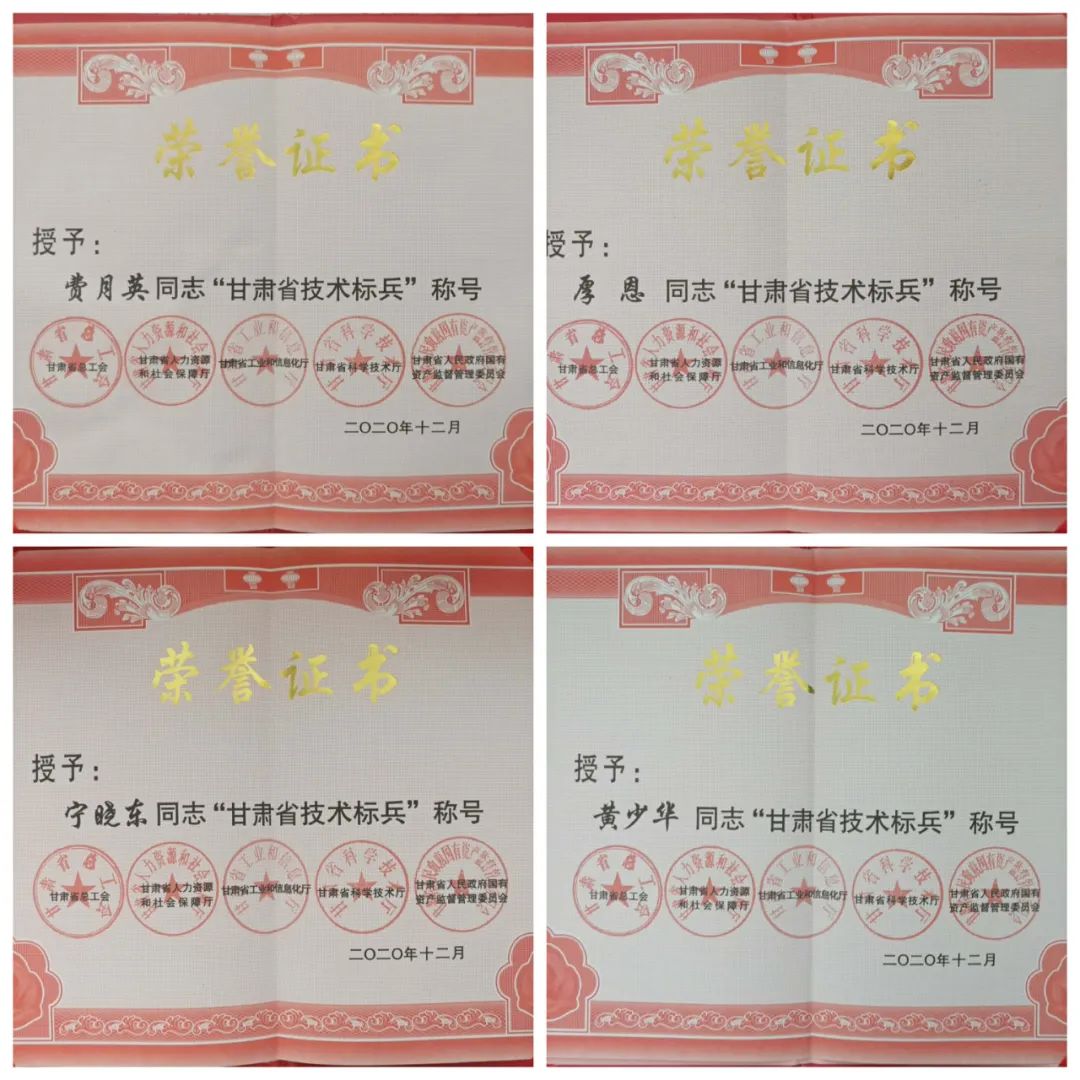 荣誉证书
授予：
费月英同志“甘肃省技术标兵”称号
甘肃省总工会
甘肃省人力资源和社会保障厅
甘肃省工业和信息化厅
甘肃省科学技术厅
甘肃省人民政府国有资产监督管理委员会
二〇二〇年十二月
荣誉证书
授予：
厚恩 同志“甘肃省技术标兵”称号
甘肃省总工会
甘肃省人力资源和社会保障厅
甘肃省工业和信息化厅
甘肃省科学技术厅
甘肃省人民政府国有资产监督管理委员会
二〇二〇年十二月
荣誉证书
授予：
宁晓东同志“甘肃省技术标兵”称号
甘肃省总工会
甘肃省人力资源和社会保障厅
甘肃省工业和信息化厅
甘肃省科学技术厅
甘肃省人民政府国有资产监督管理委员会
二〇二〇年十二月
荣誉证书
授予：
黄少华 同志“甘肃省技术标兵”称号
甘肃省总工会
甘肃省人力资源和社会保障厅
甘肃省工业和信息化厅
甘肃省科学技术厅
甘肃省人民政府国有资产监督管理委员会
二〇二〇年十二月